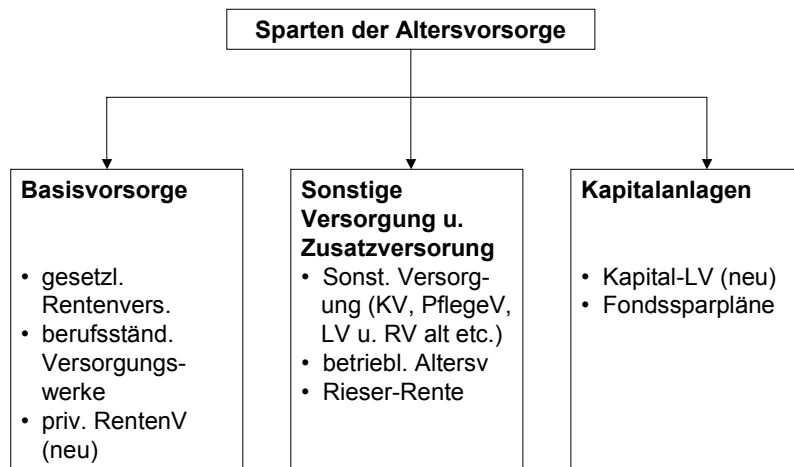 Sparten der Altersvorsorge
Basisvorsorge
• gesetzl.
Rentenvers.
• berufsständ.
Versorgungs-
werke
• priv. RentenV
(neu)
Sonstige
Versorgung u.
Zusatzversorung
• Sonst. Versorg-
ung (KV, PflegeV,
LV u. RV alt etc.)
• betriebl. Altersv
• Rieser-Rente
Kapitalanlagen
• Kapital-LV (neu)
• Fondssparpläne